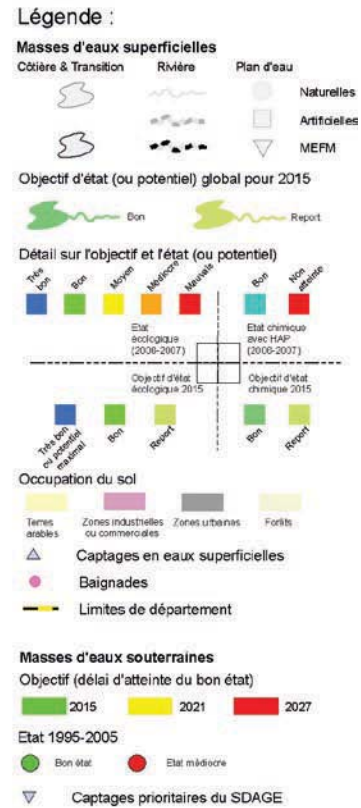 Légende :
Masses d'eaux superficielles
Côtière & Transition Rivière Plan d'eau
Naturelles
Artificielles
MEFM
Objectif d'état (ou potentiel) global pour 2015
Bon Report
Détail sur l'objectif et l'état (ou potentiel)
Très bon Bon Moyen Médiocre Mauvais Bon Non atteinte
Etat écologique (2006-2007) Etat chimique avec HAP (2006-2007)
Objectif d'état écologique 2015 Objectif d'état chimique 2015
Très bon ou potentiel maximal Bon Report Bon Report
Occupation du sol
Terres arables Zones industrielles ou commerciales Zones urbaines Forêts
Captages en eaux superficielles
Baignades
Limites de département
Masses d'eaux souterraines
Objectif (délai d'atteinte du bon état)
2015 2021 2027
Etat 1995-2005
Bon état Etat médiocre
Captages prioritaires du SDAGE